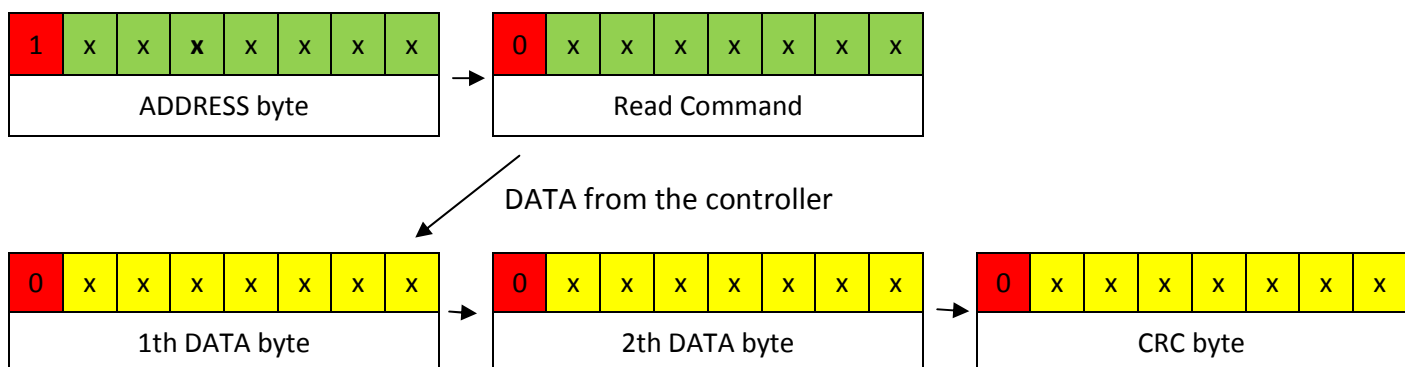 1 x x x x x x x 0 x x x x x x x
ADDRESS byte Read Command
DATA from the controller
0 x x x x x x x 0 x x x x x x x 0 x x x x x x x
1th DATA byte 2th DATA byte CRC byte